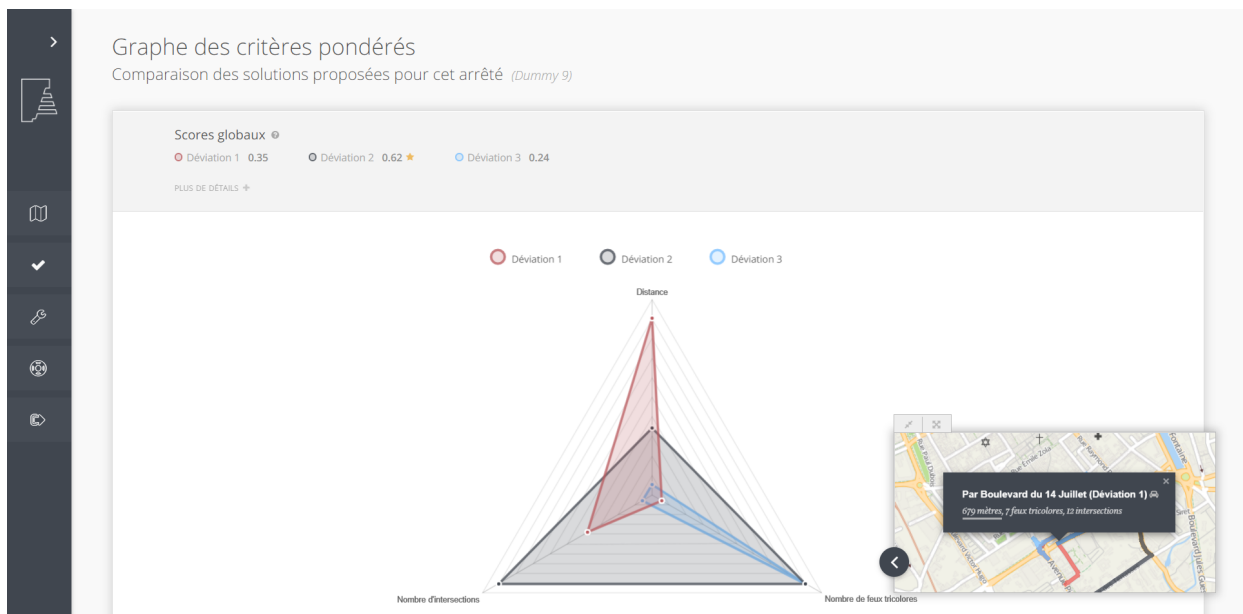 Graphe des critères pondérés
Comparaison des solutions proposées pour cet arrêté (Dummy 9)
Scores globaux
Déviation 1 0.35 Déviation 2 0.62 Déviation 3 0.24
PLUS DE DÉTAILS +
Déviation 1 Déviation 2 Déviation 3
Distance
Nombre d'intersections
Nombre de feux tricolores
Rue Emile Zola
Par Boulevard du 14 Juillet (Déviation 1)
679 mètres, 7 feux tricolores, 12 intersections